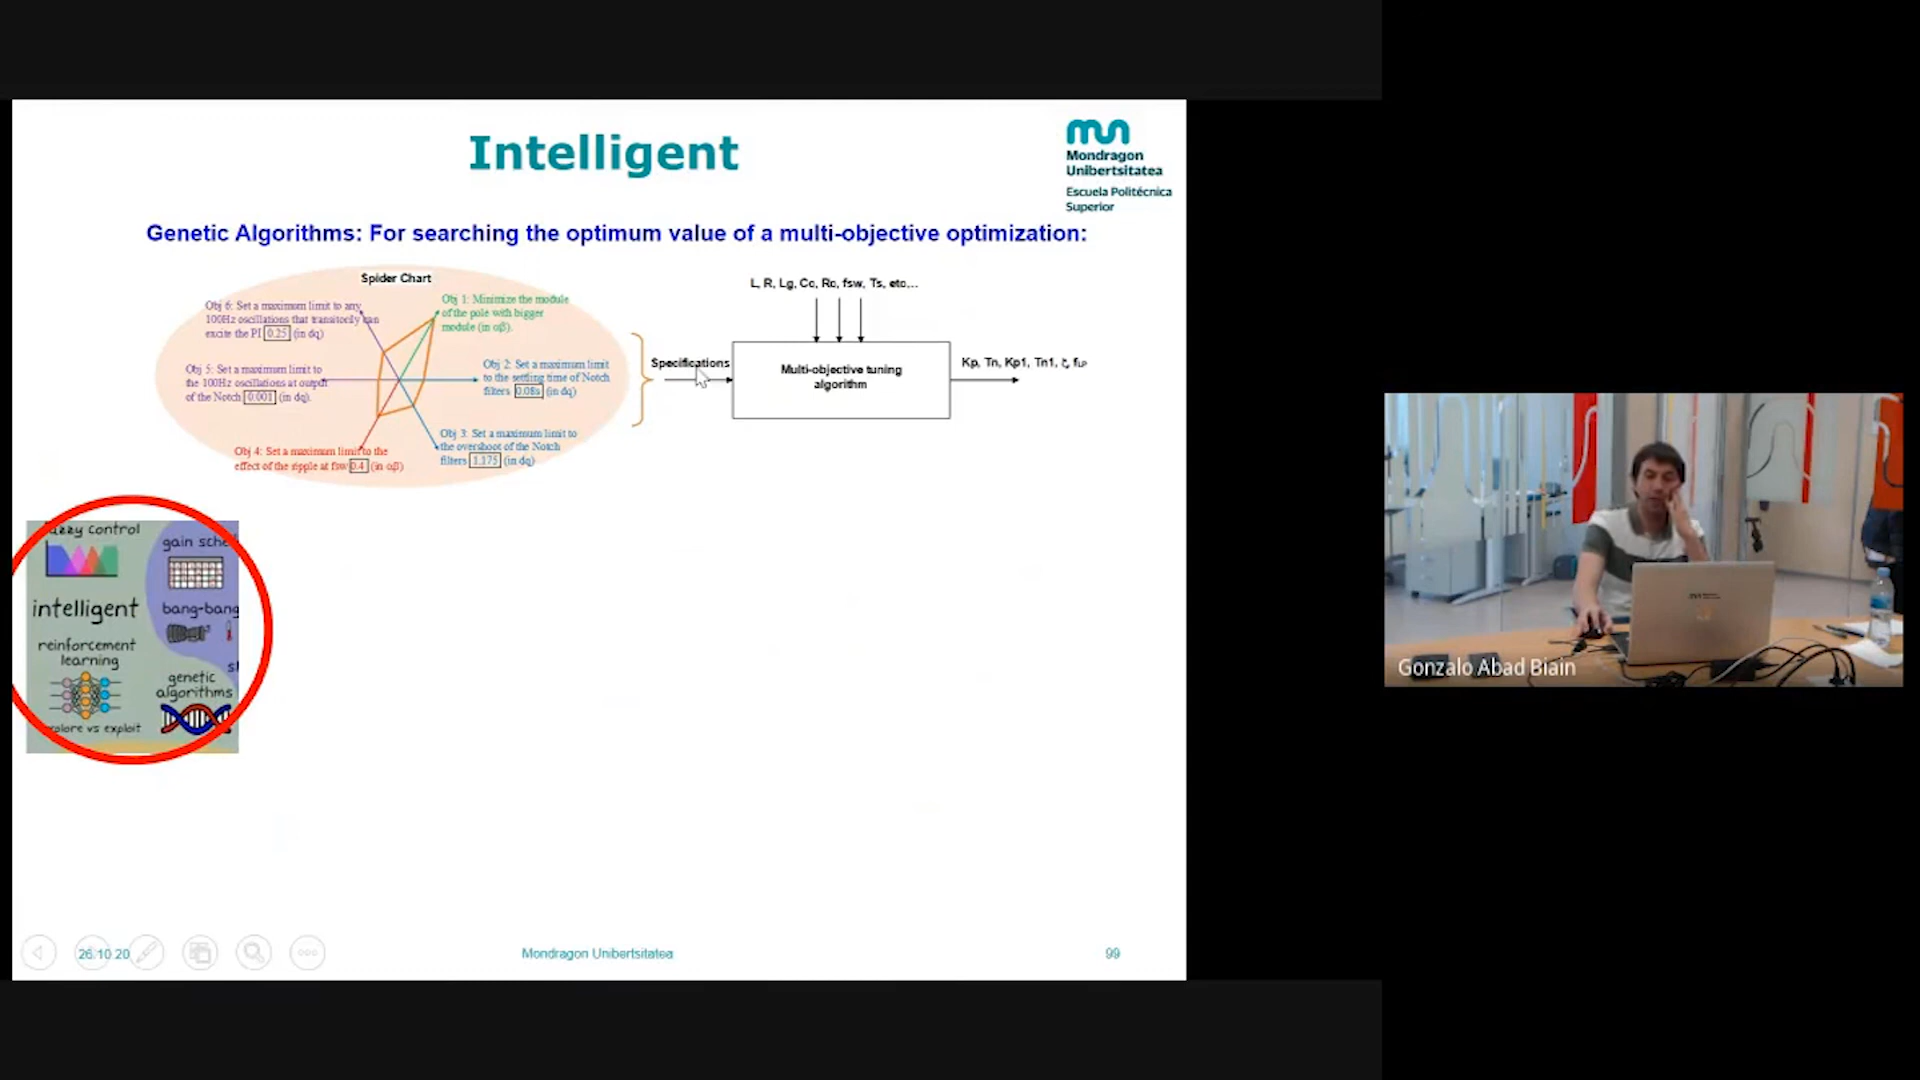 Intelligent
Mondragon
Unibertsitatea
Escuela Politécnica
Superior
Genetic Algorithms: For searching the optimum value of a multi-objective optimization:
Spider Chart
Obj 6: Set a maximum limit to any
100Hz oscillations that transitorily can
excite the PI 0.25 (in dq)
Obj 1: Minimize the module
of the pole with bigger
module (in αβ).
Obj 5: Set a maximum limit to
the 100Hz oscillations at output
of the Notch 0.001 (in dq).
Obj 2: Set a maximum limit
to the settling time of Notch
filters 0.08s (in dq)
Obj 4: Set a maximum limit to the
effect of the ripple at fsw 0.4 (in αβ)
Obj 3: Set a maximum limit to
the overshoot of the Notch
filters 1.175 (in dq)
Specifications
L, R, Lg, Cc, Rc, fsw, Ts, etc...
Multi-objective tuning
algorithm
Kp, Tn, Kp1, Tn1, ζ, fLP
fuzzy control
gain sche
intelligent
bang-bang
reinforcement
learning
genetic
algorithms
explore vs exploit
26.10.20
Mondragon Unibertsitatea
99
Gonzalo Abad Biain